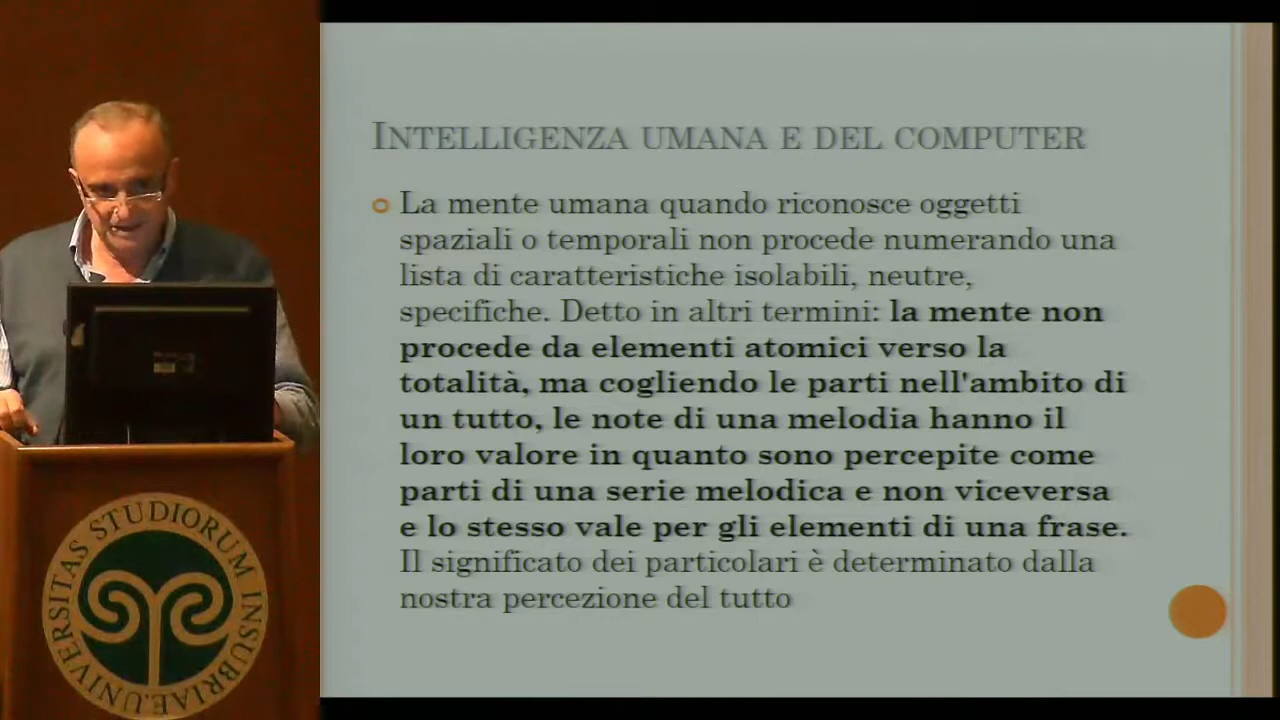 INTELLIGENZA UMANA E DEL COMPUTER
La mente umana quando riconosce oggetti
spaziali o temporali non procede numerando una
lista di caratteristiche isolabili, neutre,
specifiche. Detto in altri termini: la mente non
procede da elementi atomici verso la
totalità, ma cogliendo le parti nell'ambito di
un tutto, le note di una melodia hanno il
loro valore in quanto sono percepite come
parti di una serie melodica e non viceversa
e lo stesso vale per gli elementi di una frase.
Il significato dei particolari è determinato dalla
nostra percezione del tutto
UNIVERSITAS STUDIORUM INSUBRIAE